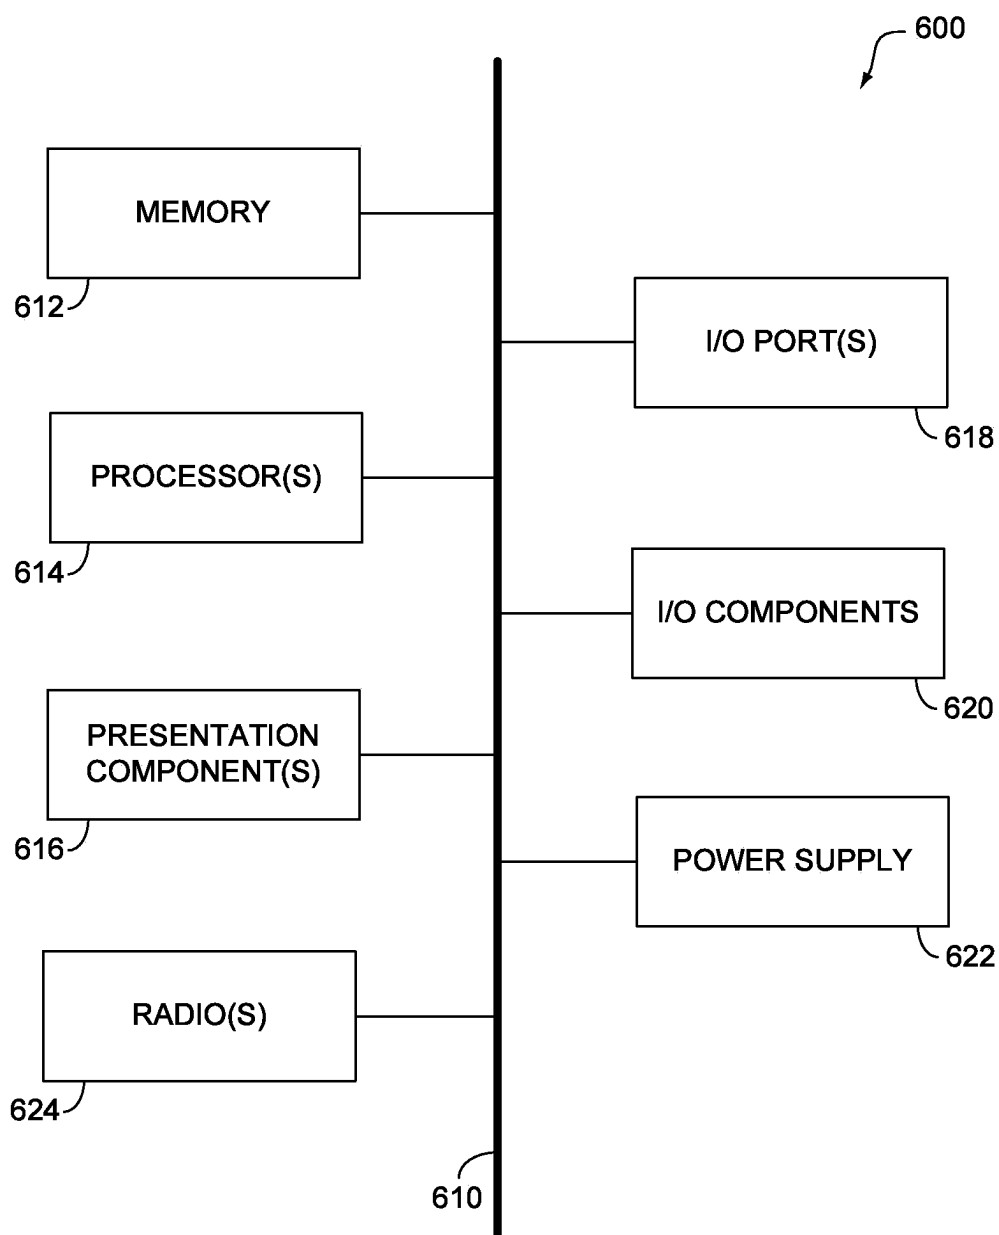 600
MEMORY
612
I/O PORT(S)
618
PROCESSOR(S)
614
I/O COMPONENTS
620
PRESENTATION
COMPONENT(S)
616
POWER SUPPLY
622
RADIO(S)
624
610